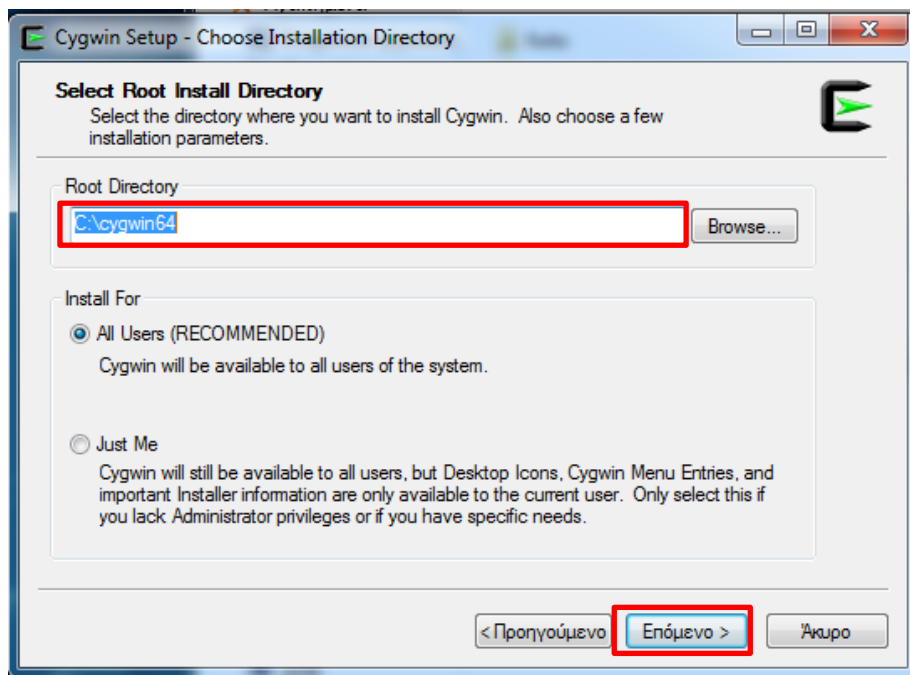 Cygwin Setup - Choose Installation Directory
Select Root Install Directory
Select the directory where you want to install Cygwin. Also choose a few
installation parameters.
Root Directory
C:\cygwin64
Browse...
Install For
All Users (RECOMMENDED)
Cygwin will be available to all users of the system.
Just Me
Cygwin will still be available to all users, but Desktop Icons, Cygwin Menu Entries, and
important Installer information are only available to the current user. Only select this if
you lack Administrator privileges or if you have specific needs.
< Προηγούμενο Επόμενο > Άκυρο